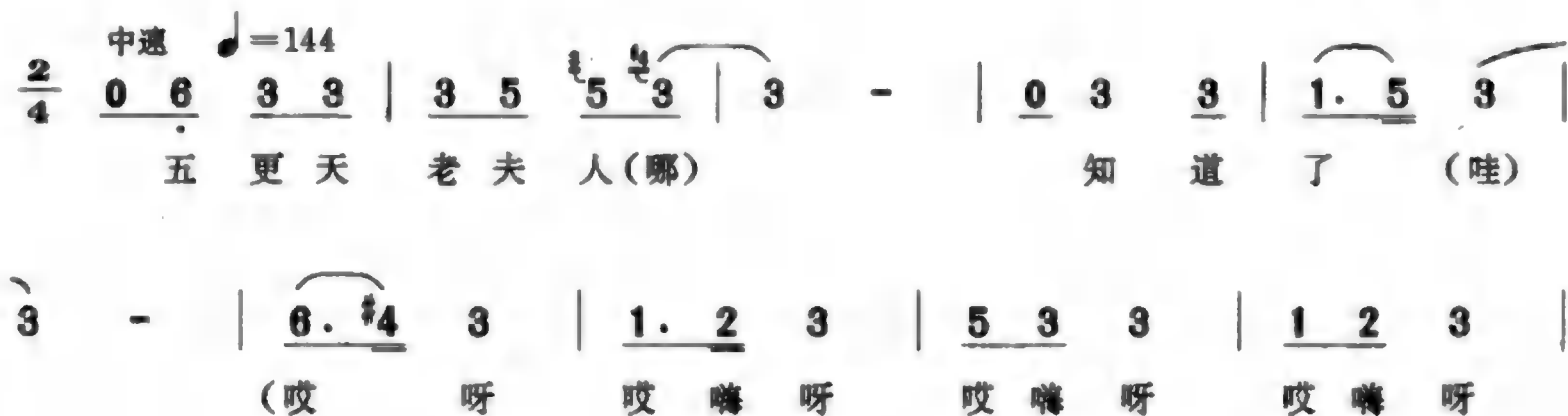 中速 ♩=144
2/4 0 6̣ 3 3 | 3 5 5 3 | 3 - | 0 3 3 | 1. 5 3 |
五 更 天 老 夫 人(哪) 知 道 了 (哇)
3 - | 6. #4 3 | 1. 2 3 | 5 3 3 | 1 2 3 |
(哎 呀 哎 嗨 呀 哎 嗨 呀 哎 嗨 呀